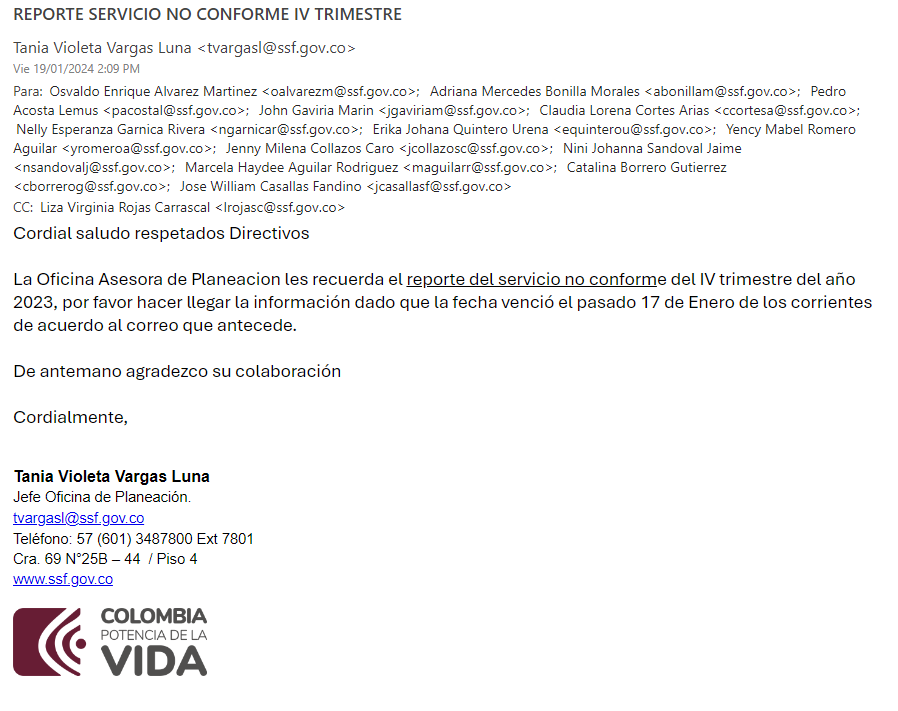 REPORTE SERVICIO NO CONFORME IV TRIMESTRE
Tania Violeta Vargas Luna <tvargasl@ssf.gov.co>
Vie 19/01/2024 2:09 PM
Para: Osvaldo Enrique Alvarez Martinez <oalvarezm@ssf.gov.co>; Adriana Mercedes Bonilla Morales <abonillam@ssf.gov.co>; Pedro
Acosta Lemus <pacostal@ssf.gov.co>; John Gaviria Marin <jgaviriam@ssf.gov.co>; Claudia Lorena Cortes Arias <ccortesa@ssf.gov.co>;
Nelly Esperanza Garnica Rivera <ngarnicar@ssf.gov.co>; Erika Johana Quintero Urena <equinterou@ssf.gov.co>; Yency Mabel Romero
Aguilar <yromeroa@ssf.gov.co>; Jenny Milena Collazos Caro <jcollazosc@ssf.gov.co>; Nini Johanna Sandoval Jaime
<nsandovalj@ssf.gov.co>; Marcela Haydee Aguilar Rodriguez <maguilarr@ssf.gov.co>; Catalina Borrero Gutierrez
<cborrerog@ssf.gov.co>; Jose William Casallas Fandino <jcasallasf@ssf.gov.co>
CC: Liza Virginia Rojas Carrascal <lrojasc@ssf.gov.co>
Cordial saludo respetados Directivos
La Oficina Asesora de Planeacion les recuerda el reporte del servicio no conforme del IV trimestre del año
2023, por favor hacer llegar la información dado que la fecha venció el pasado 17 de Enero de los corrientes
de acuerdo al correo que antecede.
De antemano agradezco su colaboración
Cordialmente,
Tania Violeta Vargas Luna
Jefe Oficina de Planeación.
tvargasl@ssf.gov.co
Teléfono: 57 (601) 3487800 Ext 7801
Cra. 69 N°25B – 44 / Piso 4
www.ssf.gov.co
COLOMBIA
POTENCIA DE LA
VIDA